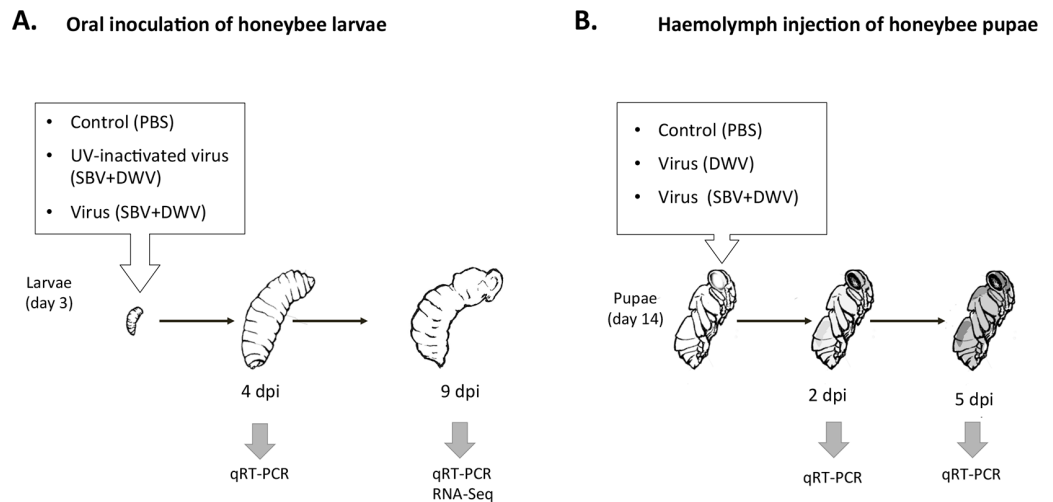 A. Oral inoculation of honeybee larvae
• Control (PBS)
• UV-inactivated virus
(SBV+DWV)
• Virus (SBV+DWV)
Larvae
(day 3)
4 dpi
9 dpi
qRT-PCR
qRT-PCR
RNA-Seq
B. Haemolymph injection of honeybee pupae
• Control (PBS)
• Virus (DWV)
• Virus (SBV+DWV)
Pupae
(day 14)
2 dpi
5 dpi
qRT-PCR
qRT-PCR